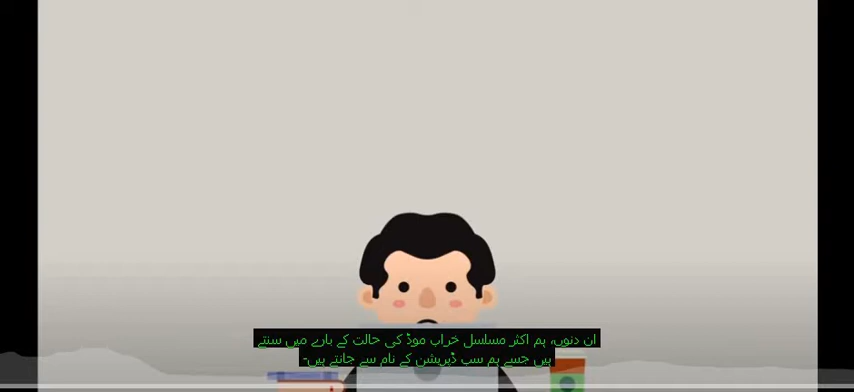 ان دنوں، ہم اکثر مسلسل خراب موڈ کی حالت کے بارے میں سنتے
ہیں جسے ہم سب ڈپریشن کے نام سے جانتے ہیں-